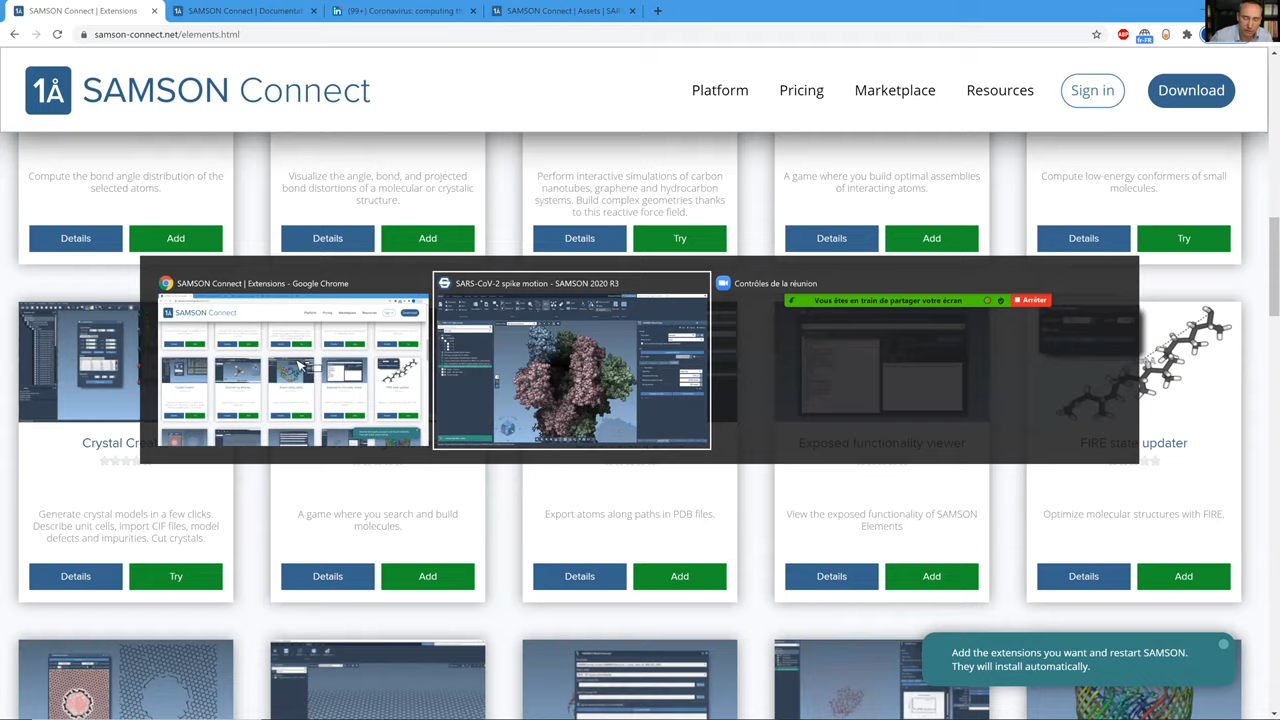 SAMSON Connect | Extensions
SAMSON Connect | Documentat
(99+) Coronavirus: computing th
SAMSON Connect | Assets | SAR
samson-connect.net/elements.html
ABP
fr-FR
1Å SAMSON Connect
Platform
Pricing
Marketplace
Resources
Sign in
Download
Compute the bond angle distribution of the
selected atoms.
Visualize the angle, bond, and projected
bond distortions of a molecular or crystalic
structure.
Perform interactive simulations of carbon
nanotubes, graphene and hydrocarbon
systems. Build complex geometries thanks
to this reactive force field.
A game where you build optimal assemblies
of interacting atoms.
Compute low-energy conformers of small
molecules.
Details
Add
Details
Add
Details
Try
Details
Add
Details
Try
SAMSON Connect | Extensions - Google Chrome
SARS-CoV-2 spike motion - SAMSON 2020 R3
Contrôles de la réunion
Vous êtes en train de partager votre écran
Arrêter
SAMSON Connect
Crystal Crea
Exposed functionality viewer
FIRE state updater
Generate crystal models in a few clicks.
Describe unit cells, import CIF files, model
defects and impurities. Cut crystals.
A game where you search and build
molecules.
Export atoms along paths in PDB files.
View the exposed functionality of SAMSON
Elements
Optimize molecular structures with FIRE.
Details
Try
Details
Add
Details
Add
Details
Add
Details
Add
Add the extensions you want and restart SAMSON.
They will install automatically.